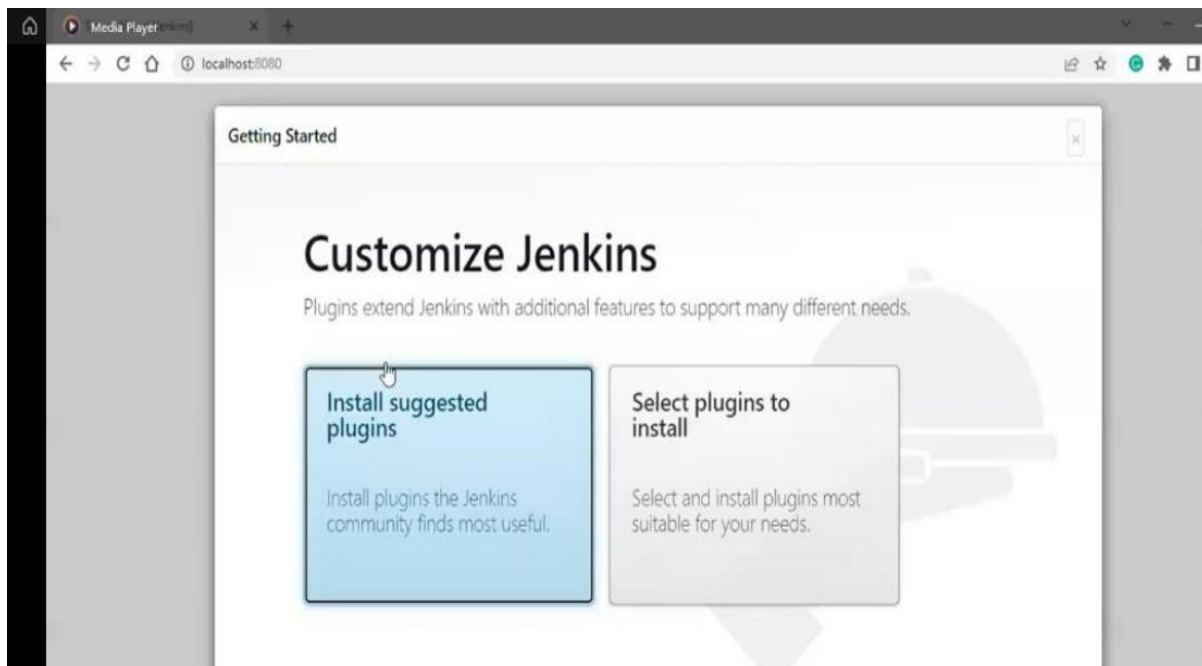 Media Player
localhost:8080
Getting Started
Customize Jenkins
Plugins extend Jenkins with additional features to support many different needs.
Install suggested
plugins
Install plugins the Jenkins
community finds most useful.
Select plugins to
install
Select and install plugins most
suitable for your needs.